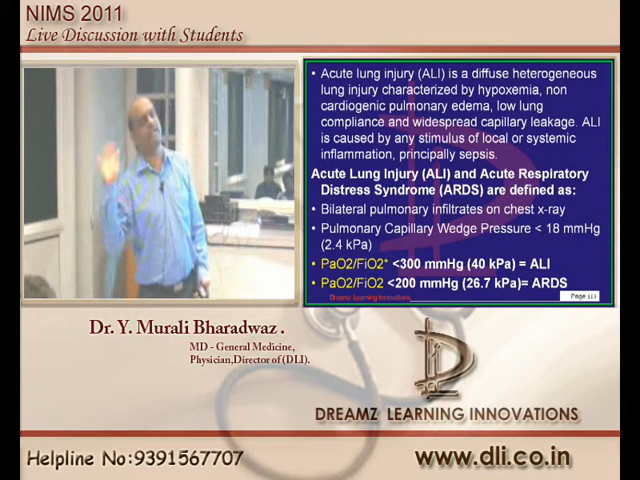 NIMS 2011
Live Discussion with Students
• Acute lung injury (ALI) is a diffuse heterogeneous
lung injury characterized by hypoxemia, non
cardiogenic pulmonary edema, low lung
compliance and widespread capillary leakage. ALI
is caused by any stimulus of local or systemic
inflammation, principally sepsis.
Acute Lung Injury (ALI) and Acute Respiratory
Distress Syndrome (ARDS) are defined as:
• Bilateral pulmonary infiltrates on chest x-ray
• Pulmonary Capillary Wedge Pressure < 18 mmHg
(2.4 kPa)
• PaO2/FiO2* <300 mmHg (40 kPa) = ALI
• PaO2/FiO2 <200 mmHg (26.7 kPa)= ARDS
Dreamz Learning Innovations
Page 113
Dr. Y. Murali Bharadwaz .
MD - General Medicine,
Physician,Director of (DLI).
DREAMZ LEARNING INNOVATIONS
Helpline No:9391567707
www.dli.co.in